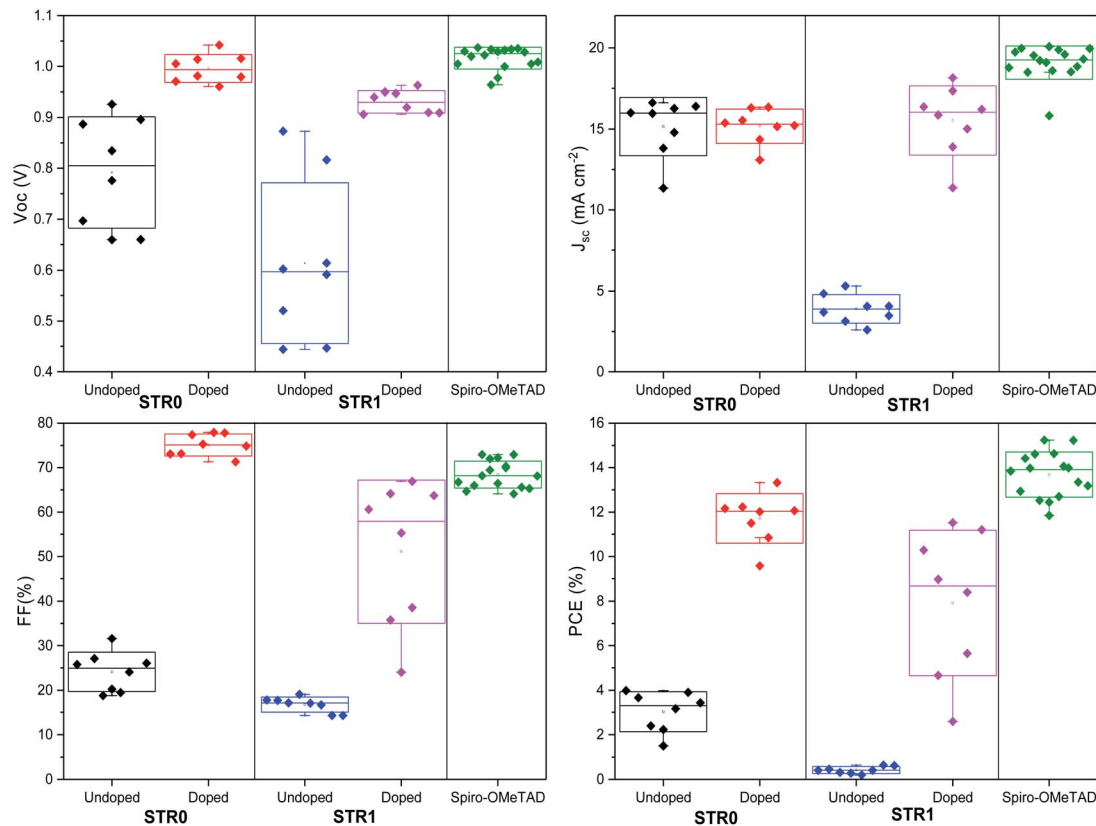 1.1
1.0
0.9
0.8
0.7
0.6
0.5
0.4
Voc (V)
Undoped Doped Undoped Doped Spiro-OMeTAD
STR0 STR1
20
15
10
5
0
Jsc (mA cm-2)
Undoped Doped Undoped Doped Spiro-OMeTAD
STR0 STR1
80
70
60
50
40
30
20
10
0
FF(%)
Undoped Doped Undoped Doped Spiro-OMeTAD
STR0 STR1
16
14
12
10
8
6
4
2
0
PCE (%)
Undoped Doped Undoped Doped Spiro-OMeTAD
STR0 STR1